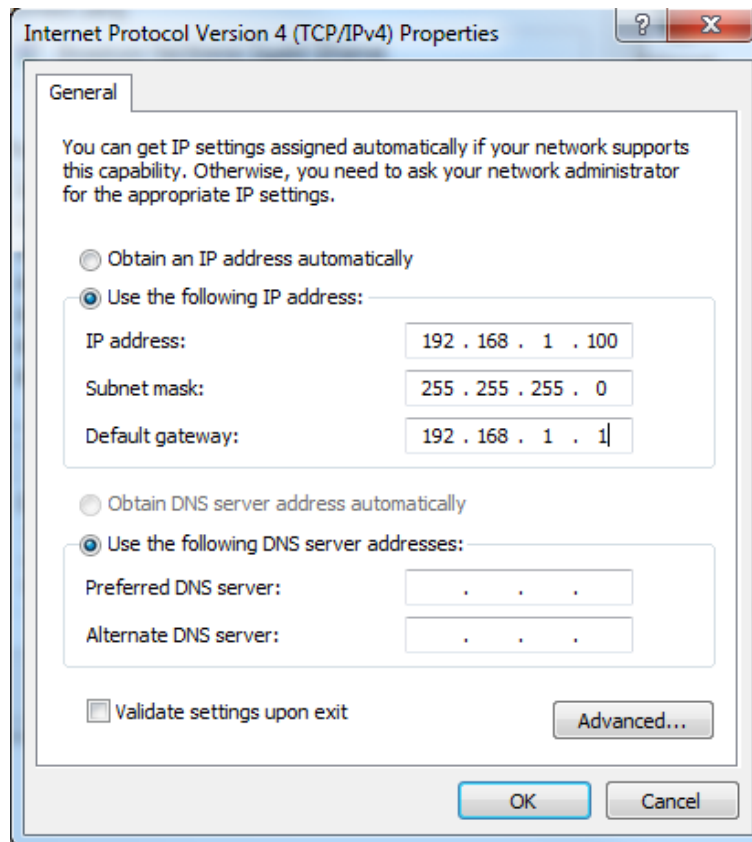 Internet Protocol Version 4 (TCP/IPv4) Properties
General
You can get IP settings assigned automatically if your network supports
this capability. Otherwise, you need to ask your network administrator
for the appropriate IP settings.
Obtain an IP address automatically
Use the following IP address:
IP address: 192 . 168 . 1 . 100
Subnet mask: 255 . 255 . 255 . 0
Default gateway: 192 . 168 . 1 . 1
Obtain DNS server address automatically
Use the following DNS server addresses:
Preferred DNS server: . . .
Alternate DNS server: . . .
Validate settings upon exit
Advanced...
OK Cancel